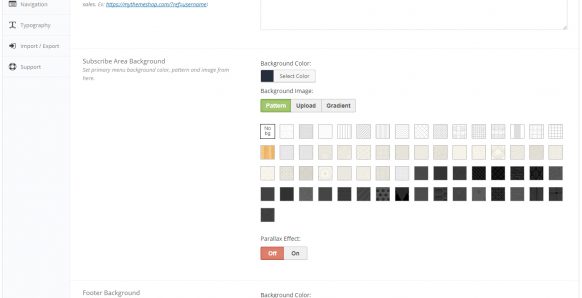 Navigation
sales. Ex: https://mythemeshop.com/?ref=username)
Typography
Import / Export
Support
Subscribe Area Background
Set primary menu background color, pattern and image from
here.
Background Color:
Select Color
Background Image:
Pattern Upload Gradient
No
bg
Parallax Effect:
Off On
Footer Background
Background Color: